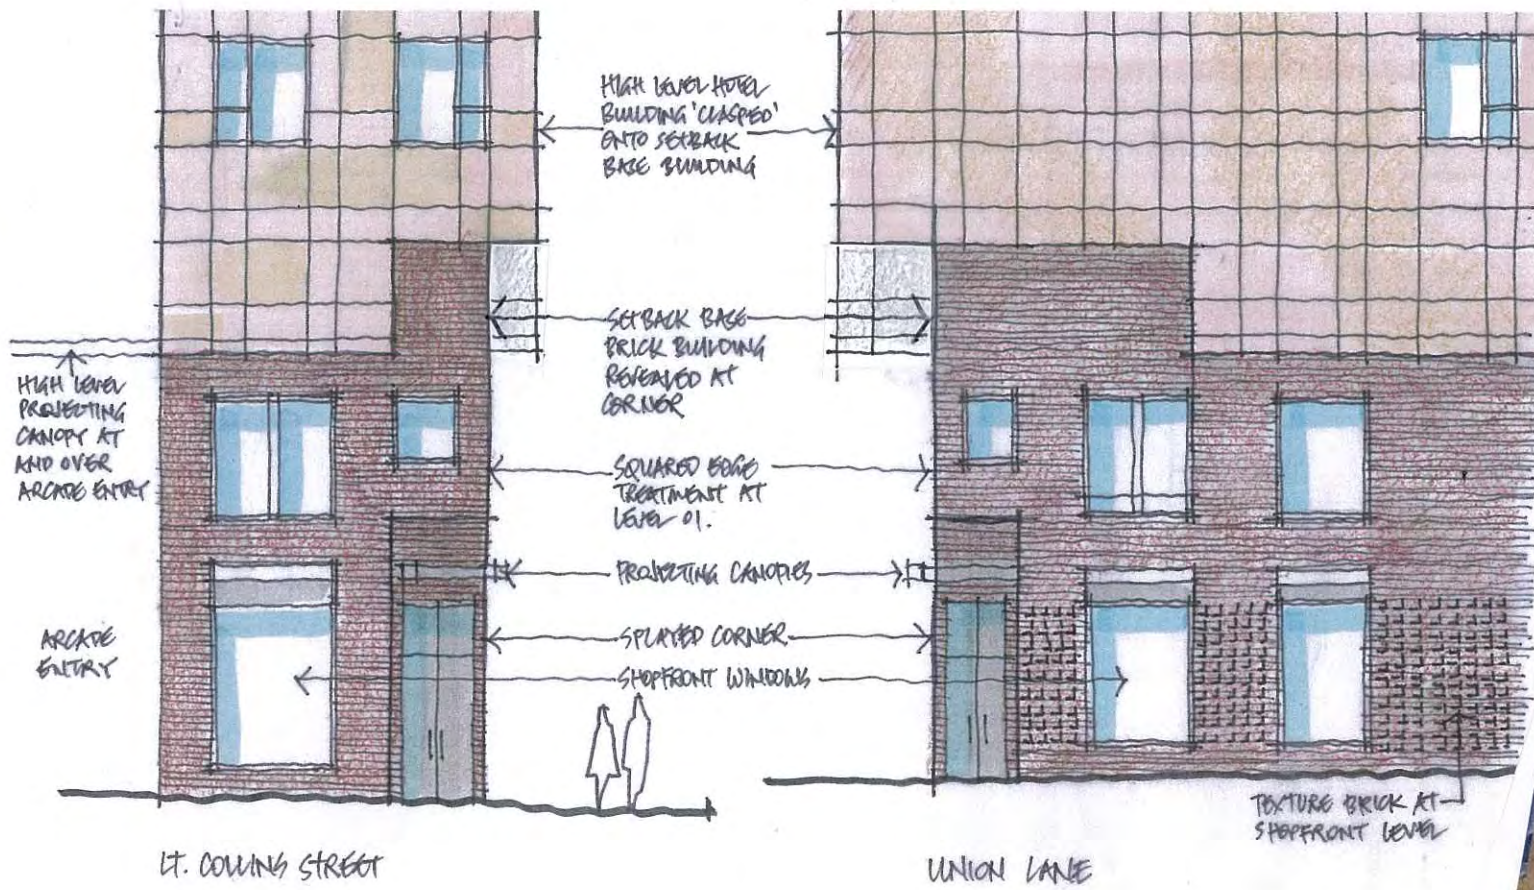 HIGH LEVEL HOTEL
BUILDING 'CLASPED'
ONTO SETBACK
BASE BUILDING
SETBACK BASE
BRICK BUILDING
REVEALED AT
CORNER
HIGH LEVEL
PROJECTING
CANOPY AT
AND OVER
ARCADE ENTRY
SQUARED EDGE
TREATMENT AT
LEVEL 01.
PROJECTING CANOPIES
ARCADE
ENTRY
SPLAYED CORNER
SHOPFRONT WINDOWS
TEXTURE BRICK AT
SHOPFRONT LEVEL
LT. COLLINS STREET
UNION LANE